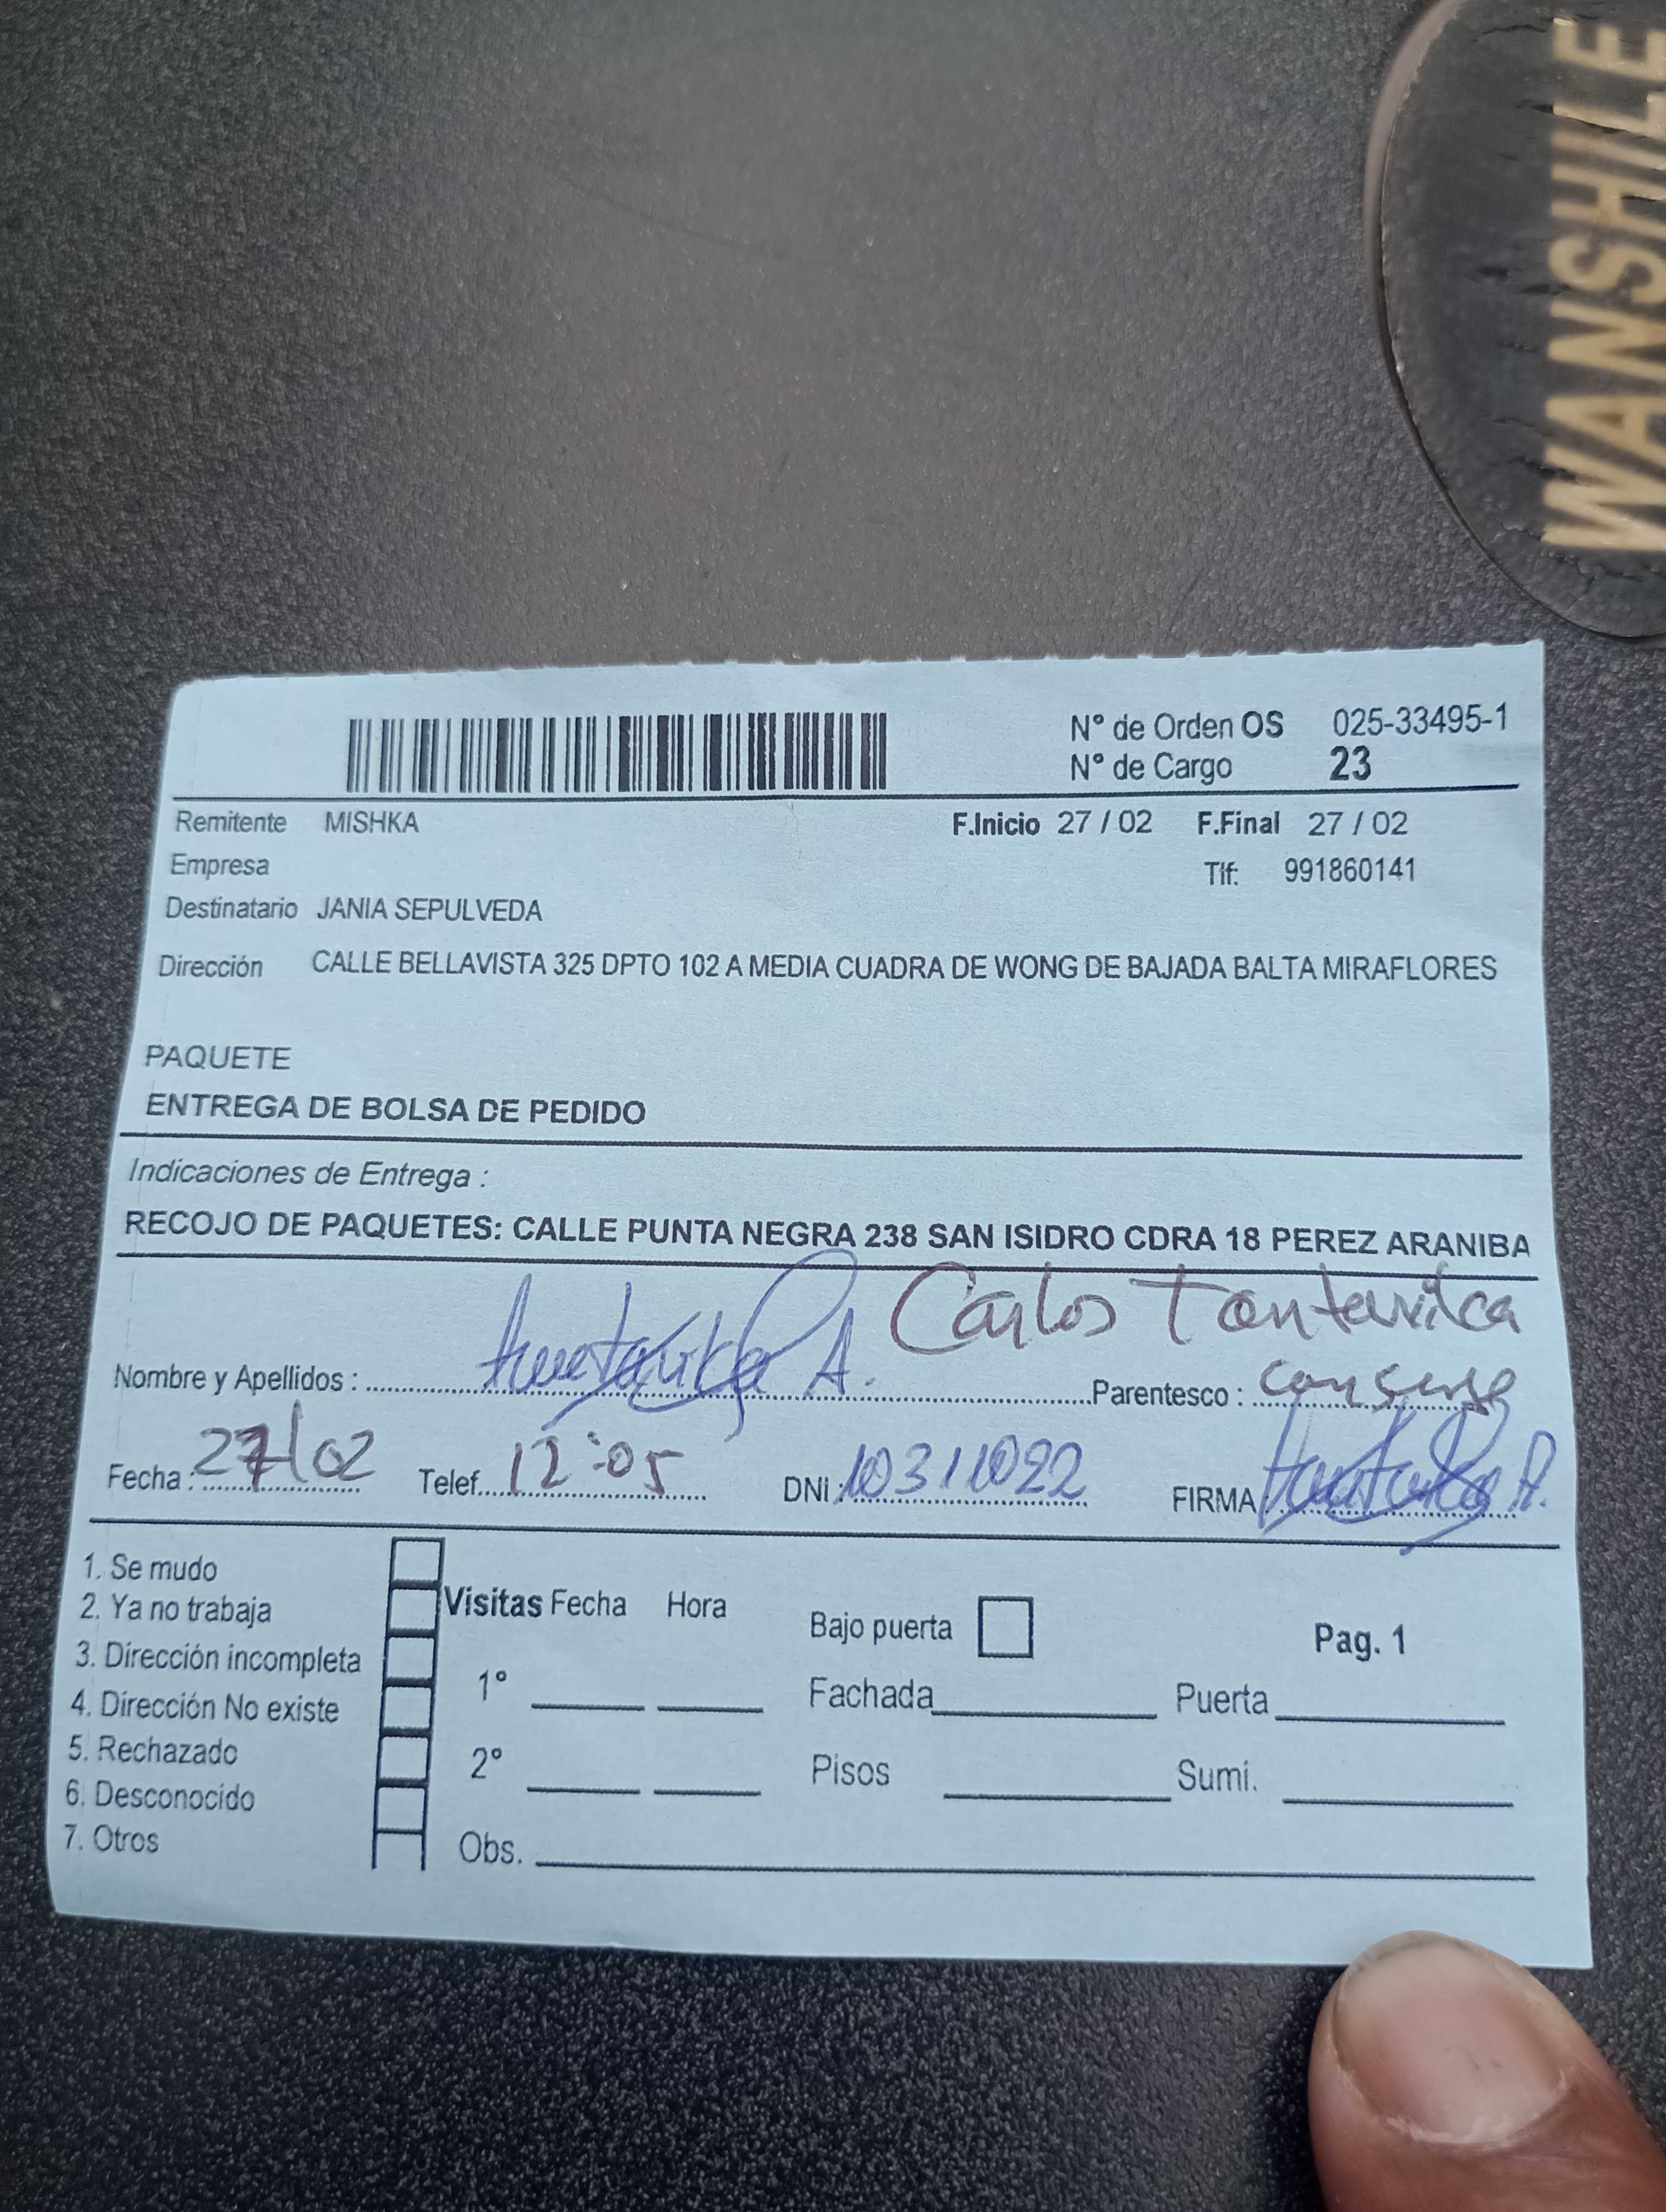 WANSHILE
Nº de Orden OS 025-33495-1
Nº de Cargo 23
Remitente MISHKA F.Inicio 27 / 02 F.Final 27 / 02
Empresa Tlf: 991860141
Destinatario JANIA SEPULVEDA
Dirección CALLE BELLAVISTA 325 DPTO 102 A MEDIA CUADRA DE WONG DE BAJADA BALTA MIRAFLORES
PAQUETE
ENTREGA DE BOLSA DE PEDIDO
Indicaciones de Entrega :
RECOJO DE PAQUETES: CALLE PUNTA NEGRA 238 SAN ISIDRO CDRA 18 PEREZ ARANIBA
Carlos
Nombre y Apellidos : A. Parentesco :
Fecha : 27/02 Telef. 12:05 DNI : 10311022 FIRMA
1. Se mudo
2. Ya no trabaja
3. Dirección incompleta
4. Dirección No existe
5. Rechazado
6. Desconocido
7. Otros
Visitas Fecha Hora
1º
2º
Obs.
Bajo puerta Pag. 1
Fachada Puerta
Pisos Sumi.